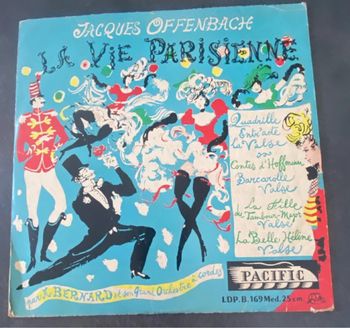 JACQUES OFFENBACH
LA VIE PARISIENNE
Quadrille
Entr'acte
la Valse
Contes d'Hoffmann
Barcarolle
Valse
La Fille
du Tambour-Major
Valse
La Belle Hélène
Valse
par J. BERNARD et son Grand Orchestre à cordes
PACIFIC
LDP. B. 169 Med. 25 cm.